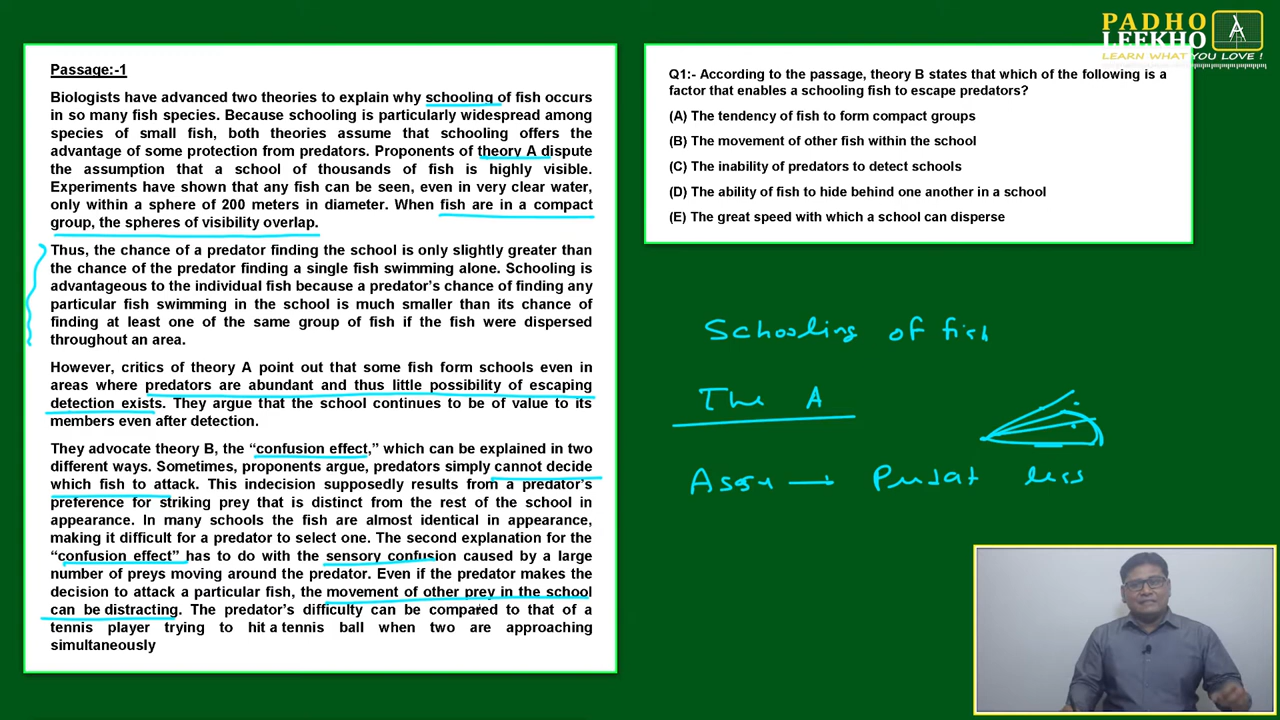 PADHO
LEEKHO
LEARN WHAT YOU LOVE !
Passage:-1
Biologists have advanced two theories to explain why schooling of fish occurs
in so many fish species. Because schooling is particularly widespread among
species of small fish, both theories assume that schooling offers the
advantage of some protection from predators. Proponents of theory A dispute
the assumption that a school of thousands of fish is highly visible.
Experiments have shown that any fish can be seen, even in very clear water,
only within a sphere of 200 meters in diameter. When fish are in a compact
group, the spheres of visibility overlap.
Thus, the chance of a predator finding the school is only slightly greater than
the chance of the predator finding a single fish swimming alone. Schooling is
advantageous to the individual fish because a predator's chance of finding any
particular fish swimming in the school is much smaller than its chance of
finding at least one of the same group of fish if the fish were dispersed
throughout an area.
However, critics of theory A point out that some fish form schools even in
areas where predators are abundant and thus little possibility of escaping
detection exists. They argue that the school continues to be of value to its
members even after detection.
They advocate theory B, the “confusion effect,” which can be explained in two
different ways. Sometimes, proponents argue, predators simply cannot decide
which fish to attack. This indecision supposedly results from a predator's
preference for striking prey that is distinct from the rest of the school in
appearance. In many schools the fish are almost identical in appearance,
making it difficult for a predator to select one. The second explanation for the
“confusion effect” has to do with the sensory confusion caused by a large
number of preys moving around the predator. Even if the predator makes the
decision to attack a particular fish, the movement of other prey in the school
can be distracting. The predator's difficulty can be compared to that of a
tennis player trying to hit a tennis ball when two are approaching
simultaneously
Q1:- According to the passage, theory B states that which of the following is a
factor that enables a schooling fish to escape predators?
(A) The tendency of fish to form compact groups
(B) The movement of other fish within the school
(C) The inability of predators to detect schools
(D) The ability of fish to hide behind one another in a school
(E) The great speed with which a school can disperse
Schooling of fish
The A
Assu → Predat less